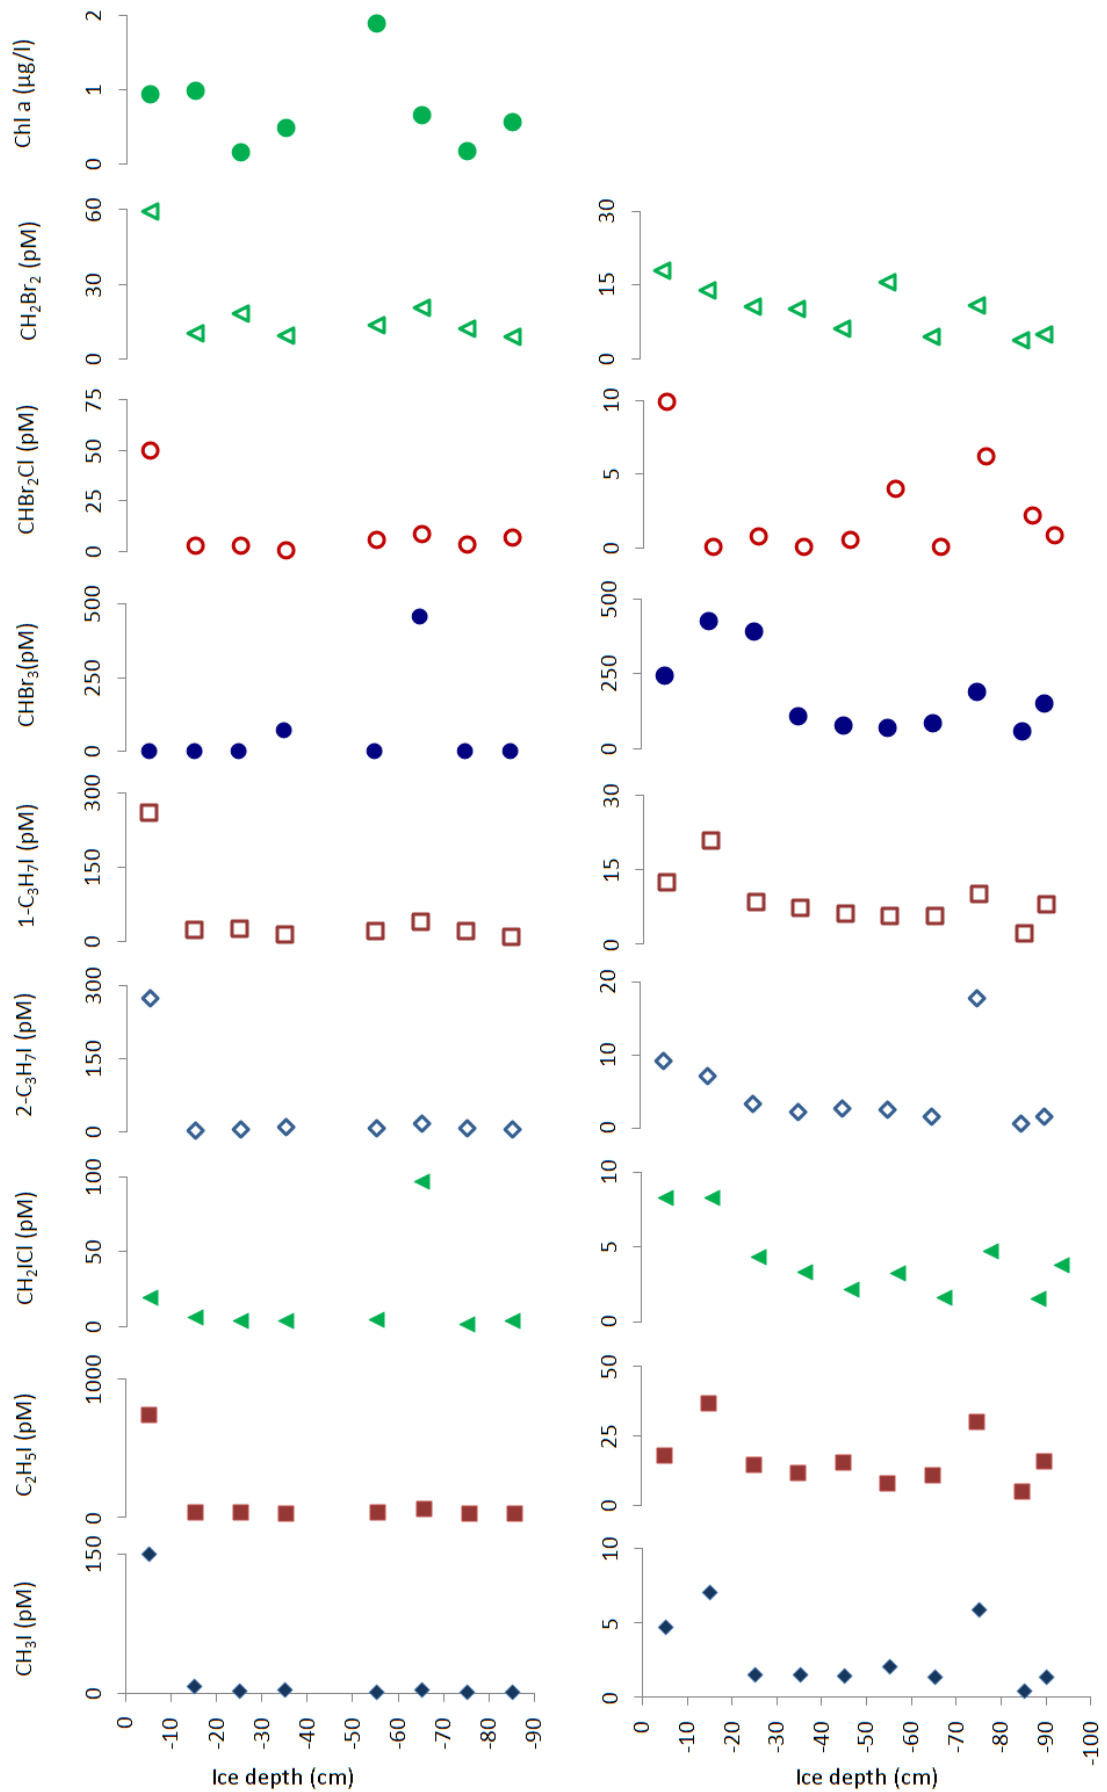 Chl a (µg/l)
0 1 2
CH₂Br₂ (pM)
0 30 60
0 15 30
CHBr₂Cl (pM)
0 25 50 75
0 5 10
CHBr₃(pM)
0 250 500
0 250 500
1-C₃H₇I (pM)
0 150 300
0 15 30
2-C₃H₇I (pM)
0 150 300
0 10 20
CH₂ICl (pM)
0 50 100
0 5 10
C₂H₅I (pM)
0 1000
0 25 50
CH₃I (pM)
0 150
0 5 10
0 -10 -20 -30 -40 -50 -60 -70 -80 -90
Ice depth (cm)
0 -10 -20 -30 -40 -50 -60 -70 -80 -90 -100
Ice depth (cm)